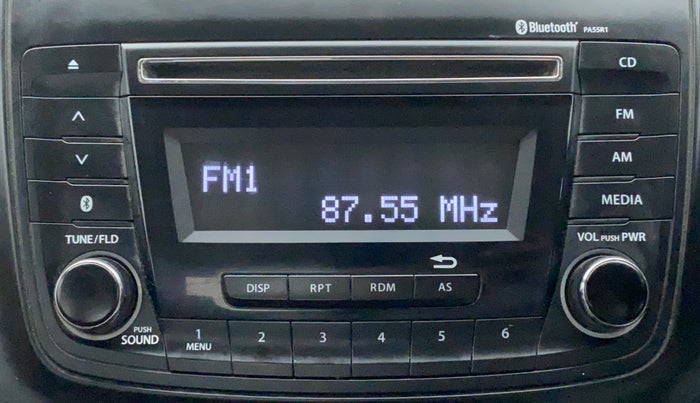 Bluetooth® PA55R1
CD
FM
AM
MEDIA
FM1
87.55 MHz
TUNE/FLD
VOL PUSH PWR
DISP RPT RDM AS
PUSH SOUND
1 2 3 4 5 6
MENU